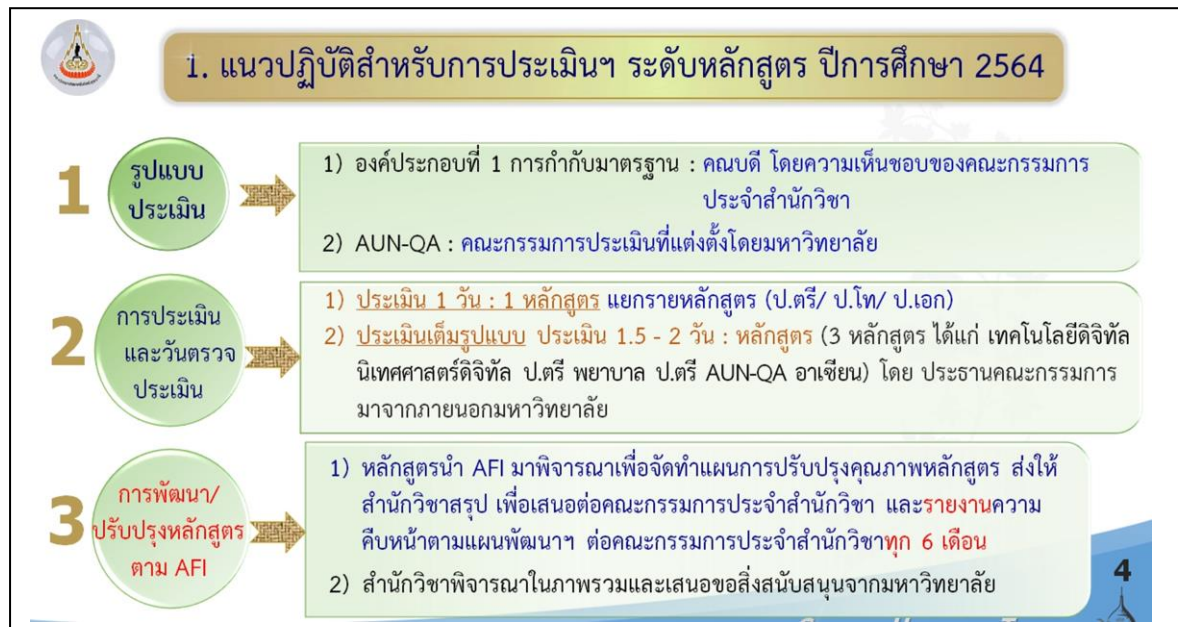 1. แนวปฏิบัติสำหรับการประเมินฯ ระดับหลักสูตร ปีการศึกษา 2564
1
รูปแบบ
ประเมิน
1) องค์ประกอบที่ 1 การกำกับมาตรฐาน : คณบดี โดยความเห็นชอบของคณะกรรมการ
ประจำสำนักวิชา
2) AUN-QA : คณะกรรมการประเมินที่แต่งตั้งโดยมหาวิทยาลัย
2
การประเมิน
และวันตรวจ
ประเมิน
1) ประเมิน 1 วัน : 1 หลักสูตร แยกรายหลักสูตร (ป.ตรี/ ป.โท/ ป.เอก)
2) ประเมินเต็มรูปแบบ ประเมิน 1.5 - 2 วัน : หลักสูตร (3 หลักสูตร ได้แก่ เทคโนโลยีดิจิทัล
นิเทศศาสตร์ดิจิทัล ป.ตรี พยาบาล ป.ตรี AUN-QA อาเซียน) โดย ประธานคณะกรรมการ
มาจากภายนอกมหาวิทยาลัย
3
การพัฒนา/
ปรับปรุงหลักสูตร
ตาม AFI
1) หลักสูตรนำ AFI มาพิจารณาเพื่อจัดทำแผนการปรับปรุงคุณภาพหลักสูตร ส่งให้
สำนักวิชาสรุป เพื่อเสนอต่อคณะกรรมการประจำสำนักวิชา และรายงานความ
คืบหน้าตามแผนพัฒนาฯ ต่อคณะกรรมการประจำสำนักวิชาทุก 6 เดือน
2) สำนักวิชาพิจารณาในภาพรวมและเสนอขอสิ่งสนับสนุนจากมหาวิทยาลัย
4